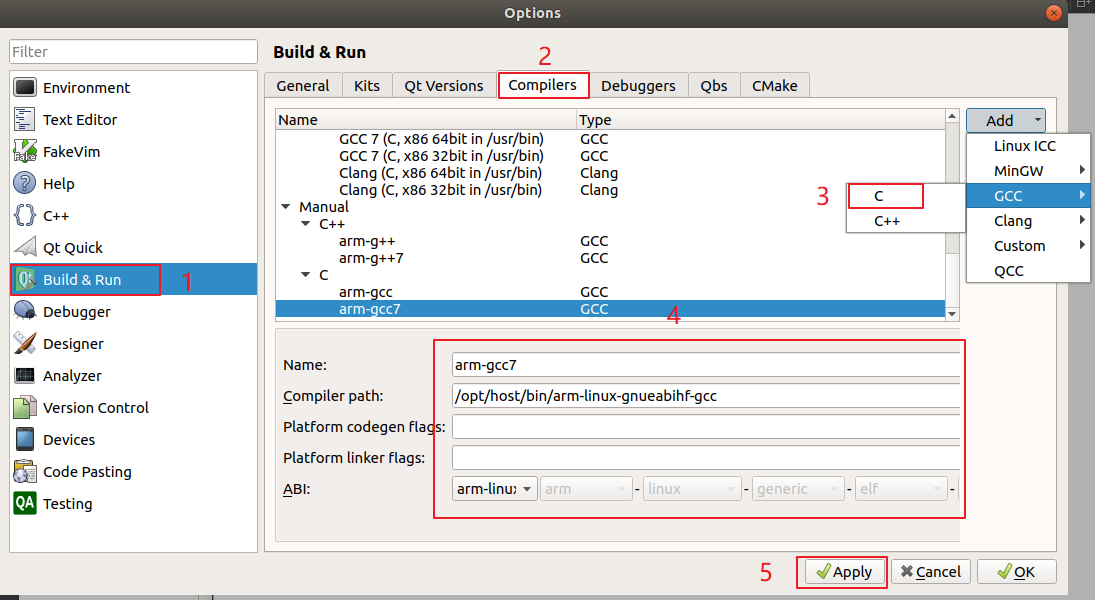 Options
Filter
Environment
Text Editor
FakeVim
Help
C++
Qt Quick
Build & Run
1
Debugger
Designer
Analyzer
Version Control
Devices
Code Pasting
QA Testing
Build & Run
2
General Kits Qt Versions Compilers Debuggers Qbs CMake
Name Type
GCC 7 (C, x86 64bit in /usr/bin) GCC
GCC 7 (C, x86 32bit in /usr/bin) GCC
Clang (C, x86 64bit in /usr/bin) Clang
Clang (C, x86 32bit in /usr/bin) Clang
Manual
C++
arm-g++ GCC
arm-g++7 GCC
C
arm-gcc GCC
arm-gcc7 GCC
4
Add
Linux ICC
MinGW
GCC
Clang
Custom
QCC
3
C
C++
Name: arm-gcc7
Compiler path: /opt/host/bin/arm-linux-gnueabihf-gcc
Platform codegen flags:
Platform linker flags:
ABI: arm-linux arm - linux - generic - elf -
5
Apply Cancel OK